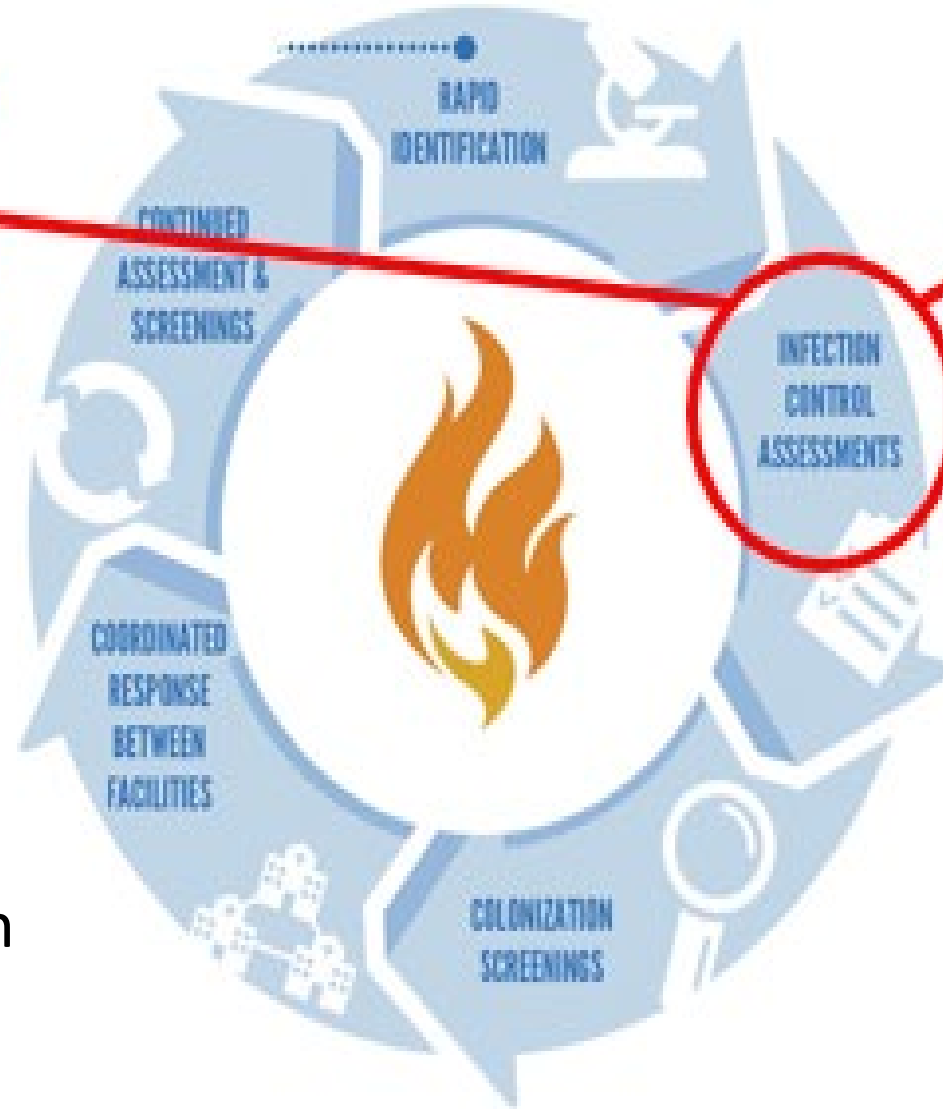 RAPID
IDENTIFICATION
CONTINUED
ASSESSMENT &
SCREENINGS
INFECTION
CONTROL
ASSESSMENTS
COORDINATED
RESPONSE
BETWEEN
FACILITIES
COLONIZATION
SCREENINGS
n